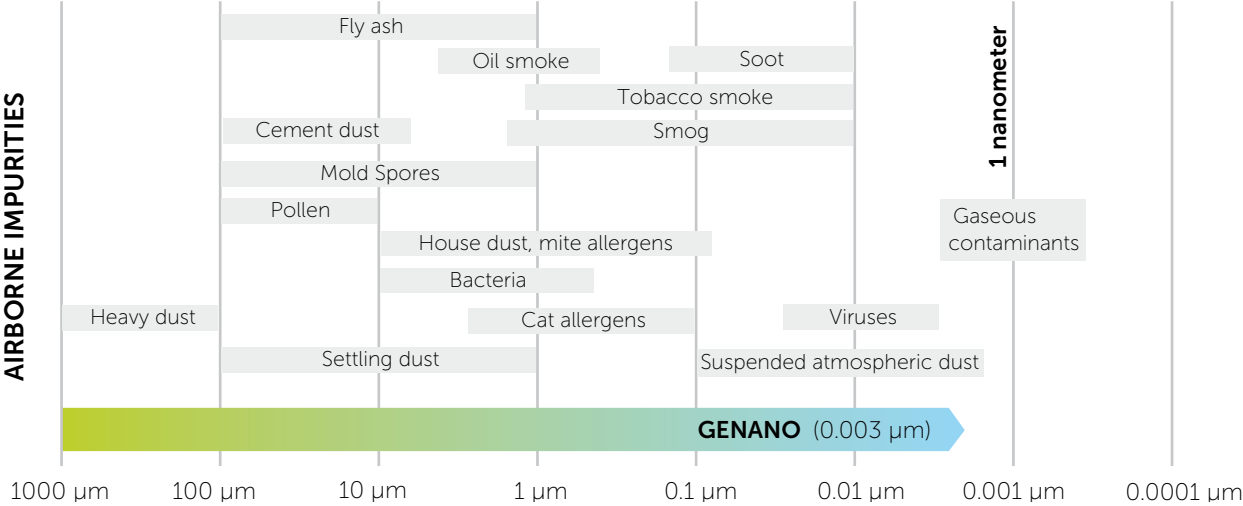 AIRBORNE IMPURITIES
Fly ash
Oil smoke
Soot
Tobacco smoke
Cement dust
Smog
Mold Spores
Pollen
House dust, mite allergens
Bacteria
Heavy dust
Cat allergens
Viruses
Settling dust
Suspended atmospheric dust
1 nanometer
Gaseous
contaminants
GENANO (0.003 µm)
1000 µm
100 µm
10 µm
1 µm
0.1 µm
0.01 µm
0.001 µm
0.0001 µm